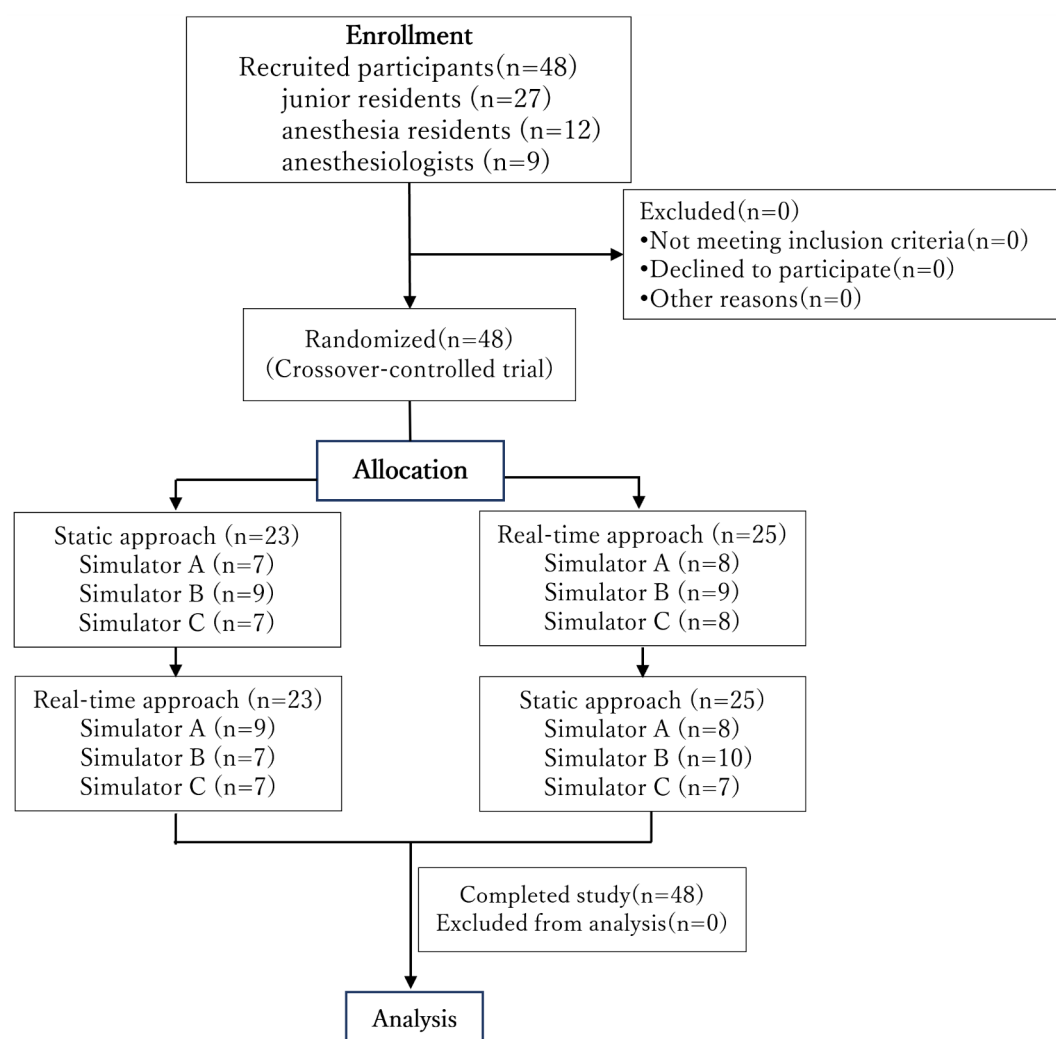 Enrollment
Recruited participants(n=48)
junior residents (n=27)
anesthesia residents (n=12)
anesthesiologists (n=9)
Excluded(n=0)
•Not meeting inclusion criteria(n=0)
•Declined to participate(n=0)
•Other reasons(n=0)
Randomized(n=48)
(Crossover-controlled trial)
Allocation
Static approach (n=23)
Simulator A (n=7)
Simulator B (n=9)
Simulator C (n=7)
Real-time approach (n=25)
Simulator A (n=8)
Simulator B (n=9)
Simulator C (n=8)
Real-time approach (n=23)
Simulator A (n=9)
Simulator B (n=7)
Simulator C (n=7)
Static approach (n=25)
Simulator A (n=8)
Simulator B (n=10)
Simulator C (n=7)
Completed study(n=48)
Excluded from analysis(n=0)
Analysis